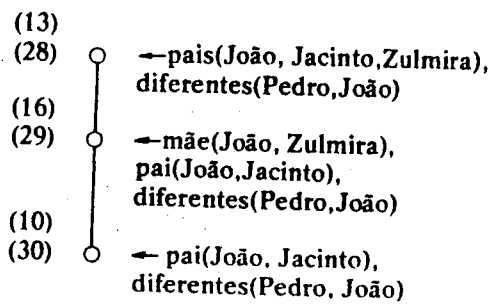 (13)
(28) ←pais(João, Jacinto,Zulmira),
diferentes(Pedro,João)
(16)
(29) ←mãe(João, Zulmira),
pai(João,Jacinto),
diferentes(Pedro,João)
(10)
(30) ← pai(João, Jacinto),
diferentes(Pedro, João)